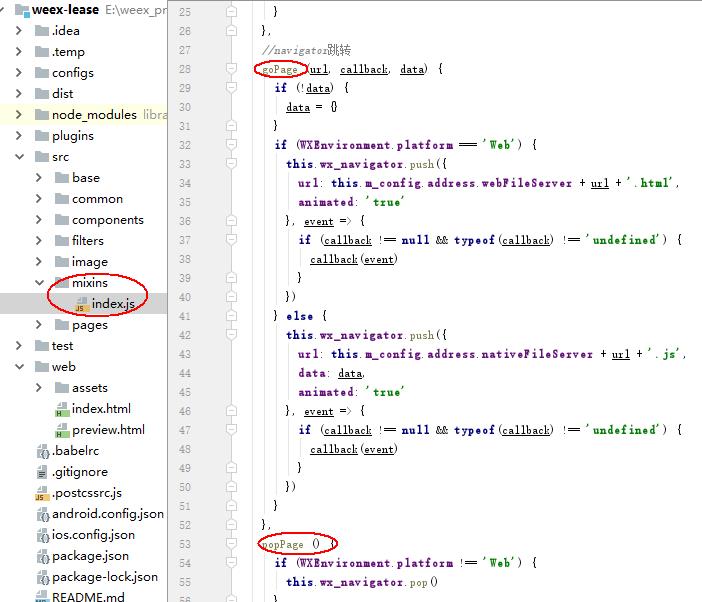 weex-lease E:\weex_pr
.idea
.temp
configs
dist
node_modules libra
plugins
src
base
common
components
filters
image
mixins
index.js
pages
test
web
assets
index.html
preview.html
.babelrc
.gitignore
.postcssrc.js
android.config.json
ios.config.json
package.json
package-lock.json
README.md
25 }
26 },
27 //navigator跳转
28 goPage (url, callback, data) {
29 if (!data) {
30 data = {}
31 }
32 if (WXEnvironment.platform === 'Web') {
33 this.wx_navigator.push({
34 url: this.m_config.address.webFileServer + url + '.html',
35 animated: 'true'
36 }, event => {
37 if (callback !== null && typeof(callback) !== 'undefined') {
38 callback(event)
39 }
40 })
41 } else {
42 this.wx_navigator.push({
43 url: this.m_config.address.nativeFileServer + url + '.js',
44 data: data,
45 animated: 'true'
46 }, event => {
47 if (callback !== null && typeof(callback) !== 'undefined') {
48 callback(event)
49 }
50 })
51 }
52 },
53 popPage () {
54 if (WXEnvironment.platform !== 'Web') {
55 this.wx_navigator.pop()
56 }